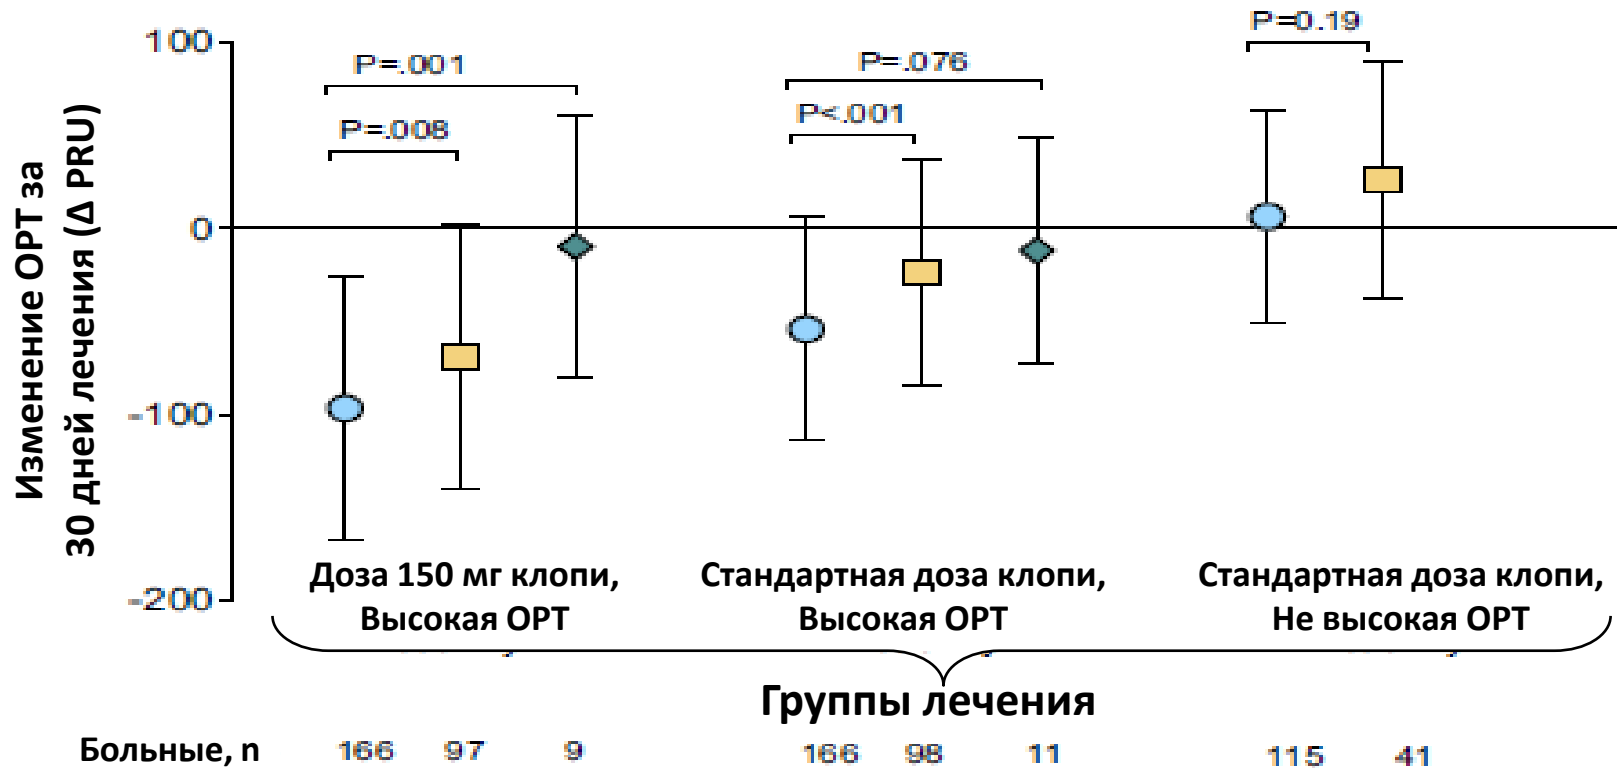 P=0.19
100
P=.001
P=.076
P<.001
P=.008
Изменение ОРТ за
30 дней лечения (Δ PRU)
0
-100
-200
Доза 150 мг клопи,
Высокая ОРТ
Стандартная доза клопи,
Высокая ОРТ
Стандартная доза клопи,
Не высокая ОРТ
Группы лечения
Больные, n 166 97 9 166 98 11 115 41